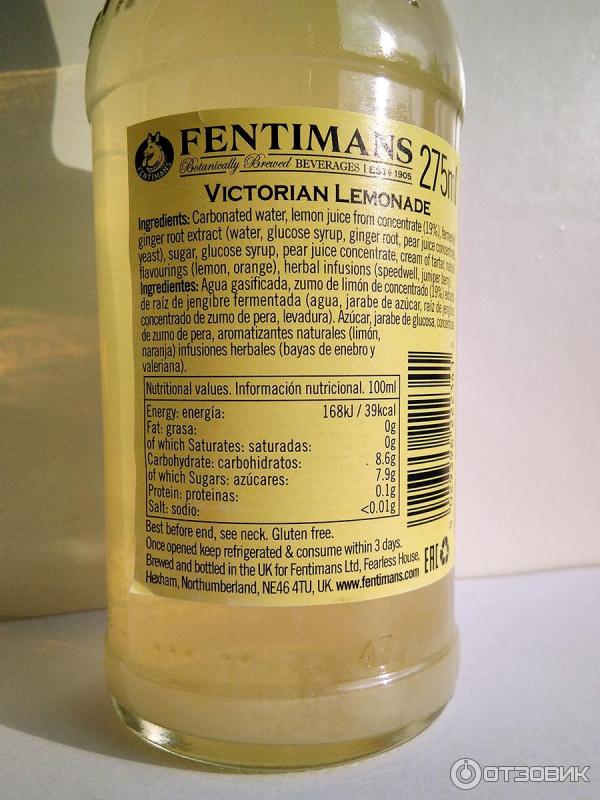 FENTIMANS
275ml
FENTIMANS
Botanically Brewed BEVERAGES | ESTD 1905
VICTORIAN LEMONADE
Ingredients: Carbonated water, lemon juice from concentrate (19%),
ginger root extract (water, glucose syrup, ginger root, pear juice
yeast), sugar, glucose syrup, pear juice concentrate, cream of tartar,
flavourings (lemon, orange), herbal infusions (speedwell, juniper berry)
Ingredientes: Agua gasificada, zumo de limón de concentrado (19%)
de raíz de jengibre fermentada (agua, jarabe de azúcar, raíz de
concentrado de zumo de pera, levadura). Azúcar, jarabe de glucosa,
de zumo de pera, aromatizantes naturales (limón,
naranja) infusiones herbales (bayas de enebro y
valeriana).
Nutritional values. Información nutricional. 100ml
Energy: energía: 168kJ / 39kcal
Fat: grasa: 0g
of which Saturates: saturadas: 0g
Carbohydrate: carbohidratos: 8.6g
of which Sugars: azúcares: 7.9g
Protein: proteinas: 0.1g
Salt: sodio: <0.01g
Best before end, see neck. Gluten free.
Once opened keep refrigerated & consume within 3 days.
Brewed and bottled in the UK for Fentimans Ltd, Fearless House,
Hexham, Northumberland, NE46 4TU, UK. www.fentimans.com
EAC
47
ОТЗОВИК